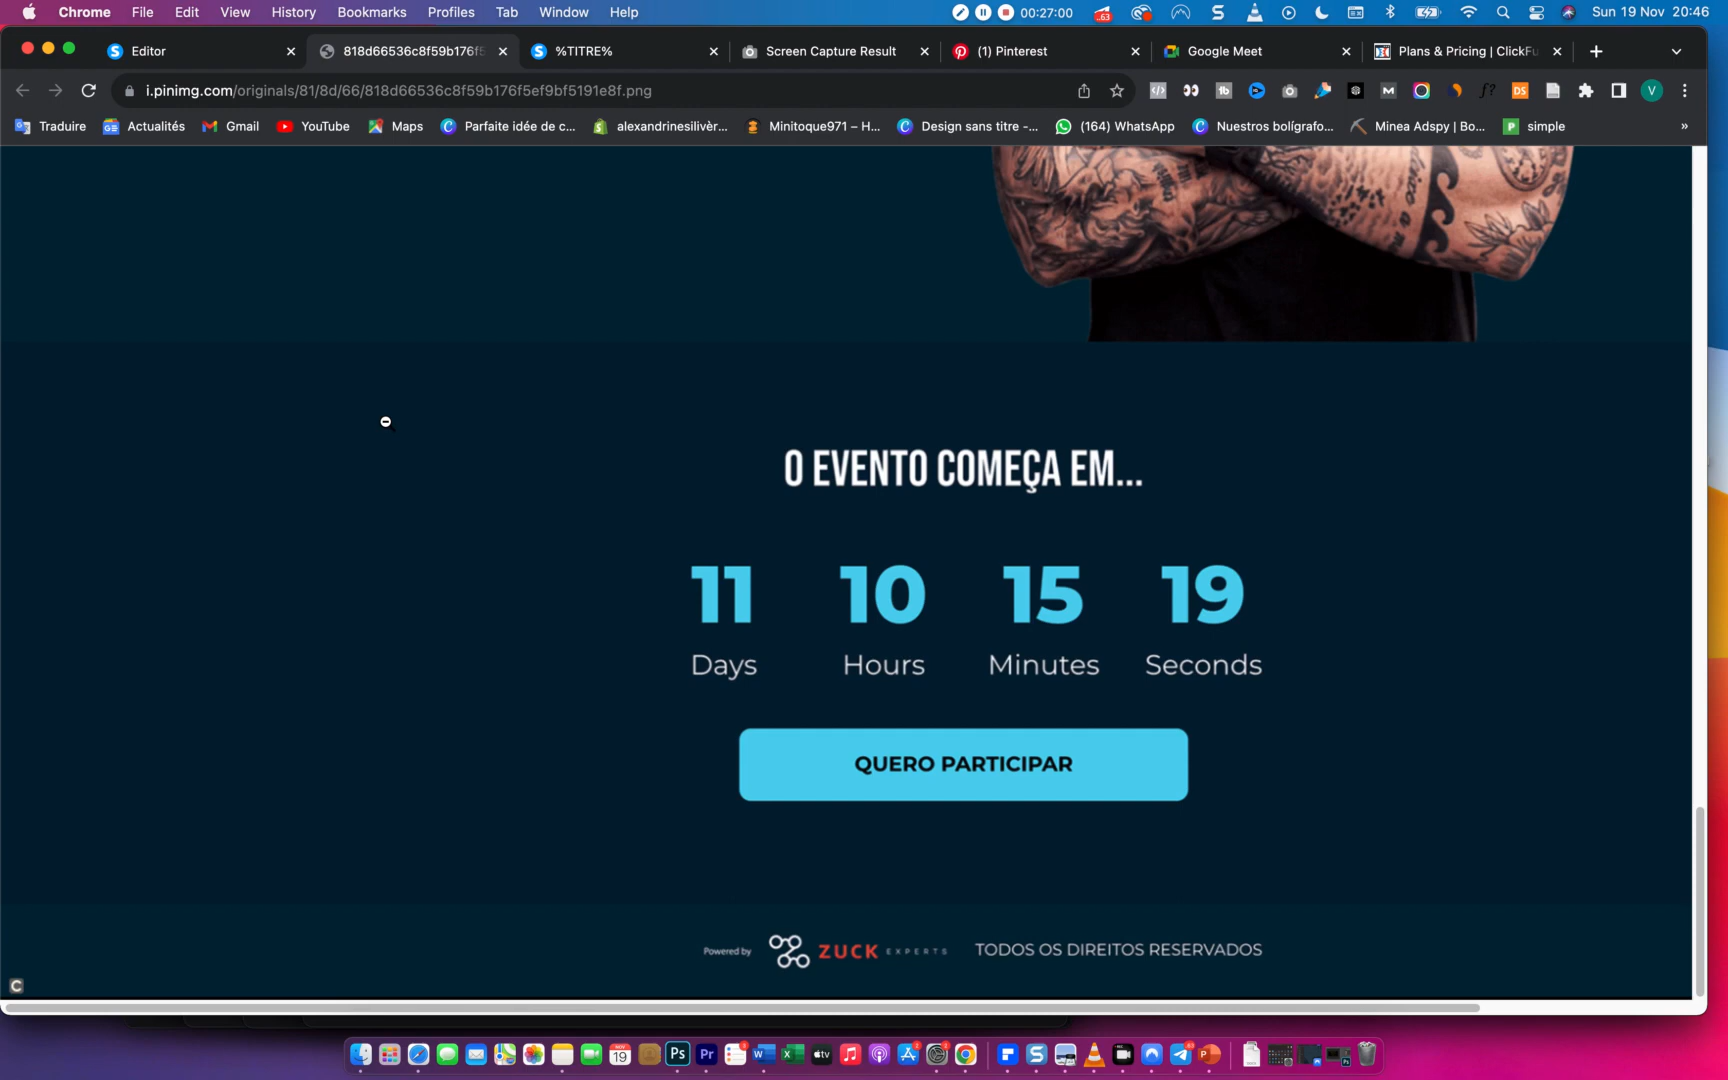 Chrome File Edit View History Bookmarks Profiles Tab Window Help 63 00:27:00 Sun 19 Nov 20:46
Editor 818d66536c8f59b176f5 %TITRE% Screen Capture Result (1) Pinterest Google Meet Plans & Pricing | ClickFu
i.pinimg.com/originals/81/8d/66/818d66536c8f59b176f5ef9bf5191e8f.png
Traduire Actualités Gmail YouTube Maps Parfaite idée de c... alexandrinesilivèr... Minitoque971 – H... Design sans titre -... (164) WhatsApp Nuestros bolígrafo... Minea Adspy | Bo... simple »
O EVENTO COMEÇA EM...
11 10 15 19
Days Hours Minutes Seconds
QUERO PARTICIPAR
Powered by ZUCK EXPERTS TODOS OS DIREITOS RESERVADOS